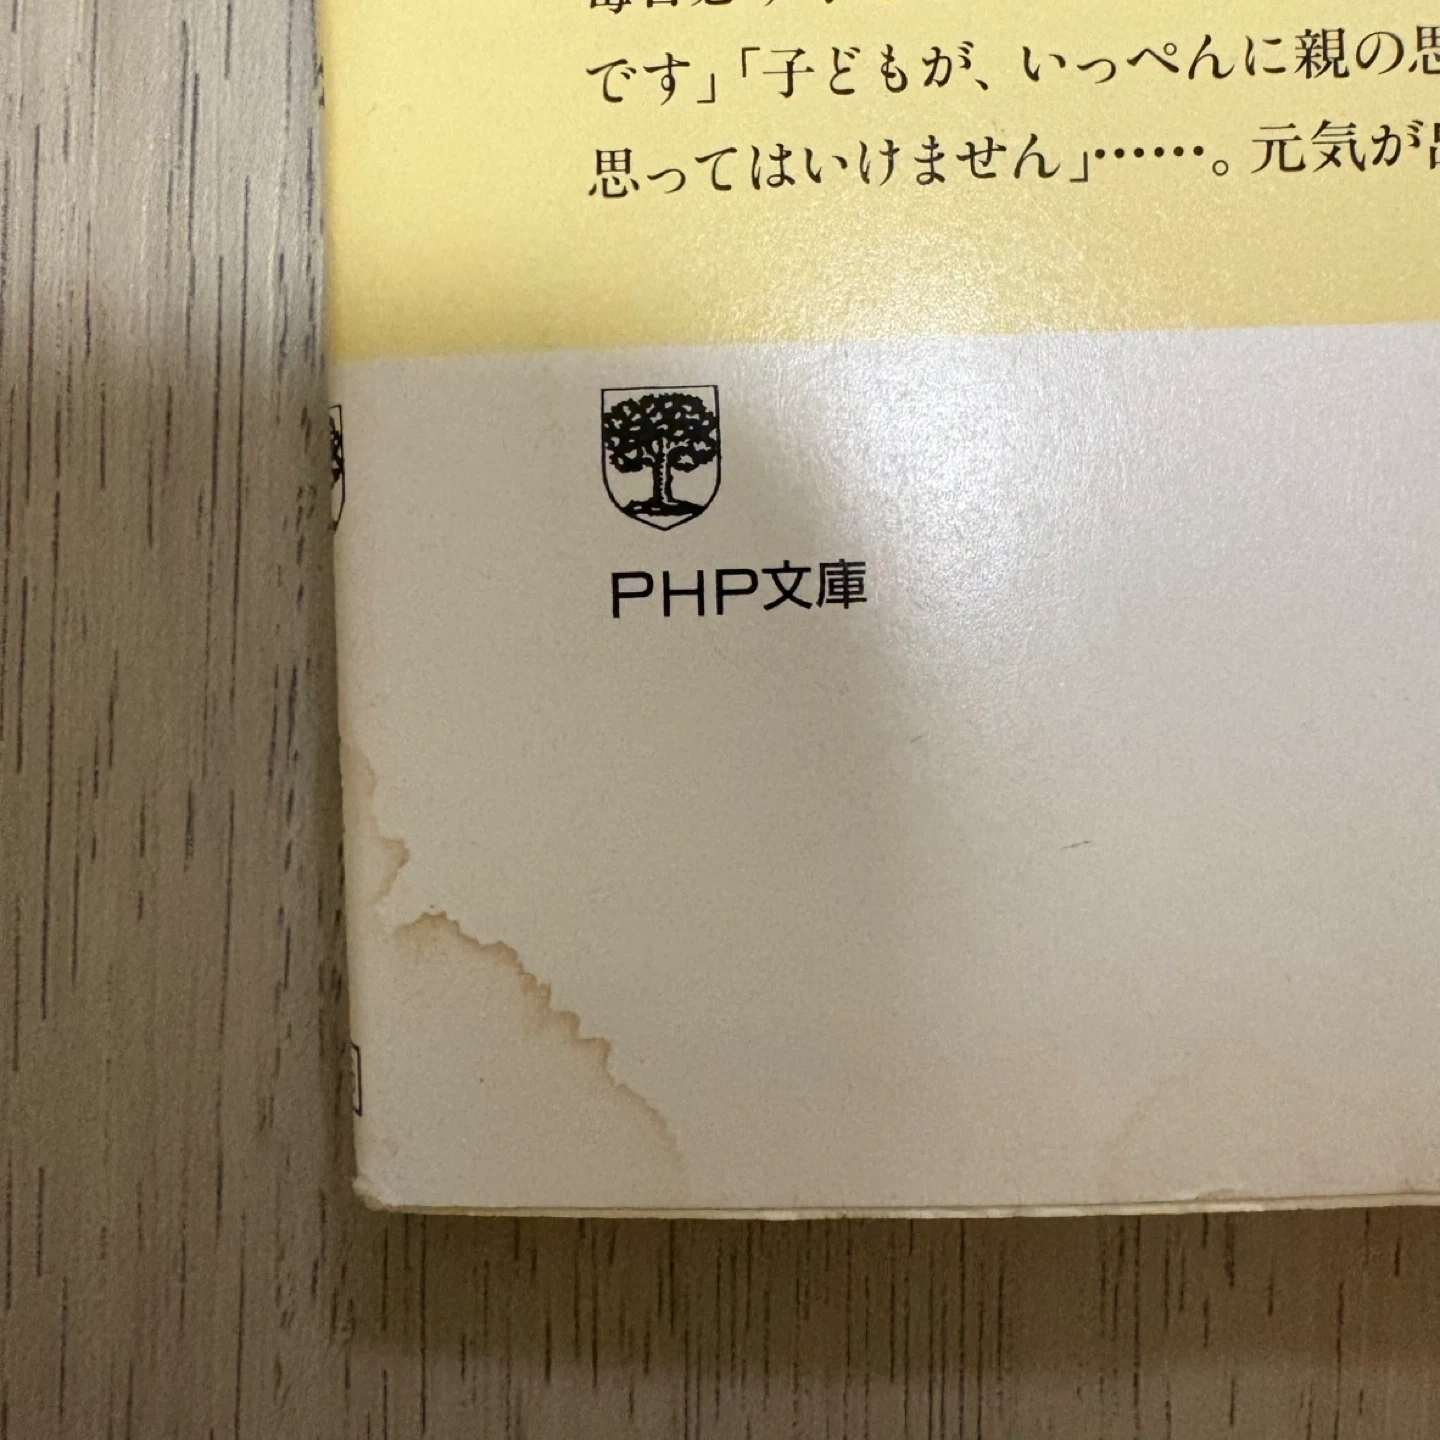 です」「子どもが、いっぺんに親の思
思ってはいけません」……。元気が
PHP文庫